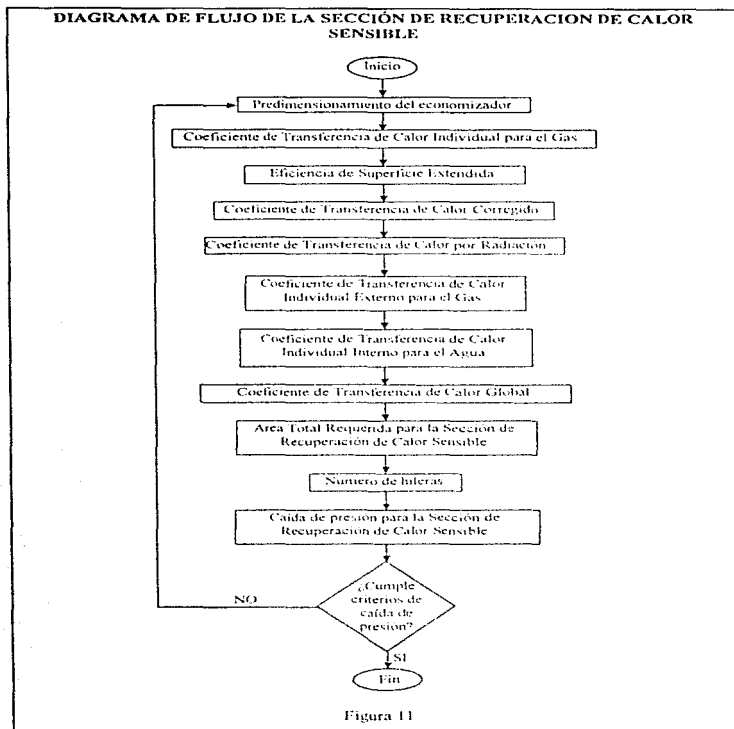 DIAGRAMA DE FLUJO DE LA SECCIÓN DE RECUPERACION DE CALOR
SENSIBLE
Inicio
Predimensionamiento del economizador
Coeficiente de Transferencia de Calor Individual para el Gas
Eficiencia de Superficie Extendida
Coeficiente de Transferencia de Calor Corregido
Coeficiente de Transferencia de Calor por Radiación
Coeficiente de Transferencia de Calor
Individual Externo para el Gas
Coeficiente de Transferencia de Calor
Individual Interno para el Agua
Coeficiente de Transferencia de Calor Global
Area Total Requerida para la Sección de
Recuperación de Calor Sensible
Numero de hileras
Caída de presión para la Sección de
Recuperación de Calor Sensible
¿Cumple
criterios de
caída de
presión?
NO
SI
Fin
Figura 11